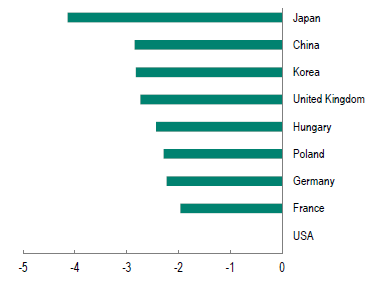 Japan
China
Korea
United Kingdom
Hungary
Poland
Germany
France
USA
-5 -4 -3 -2 -1 0